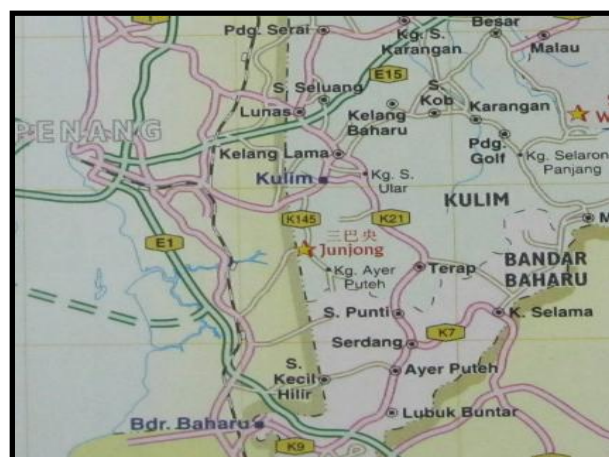 1
Pdg. Serai
Kg. S.
Karangan
Besar
Malau
E15
S. Seluang
Lunas
S.
Kob
Karangan
Kelang
Baharu
Pdg.
Golf
PENANG
Kelang Lama
Kg. Selarong
Panjang
Kulim
Kg. S.
Ular
KULIM
K145
K21
三巴央
Junjong
E1
Kg. Ayer
Puteh
Terap
BANDAR
BAHARU
S. Punti
K. Selama
K7
Serdang
S.
Kecil
Hilir
Ayer Puteh
Lubuk Buntar
Bdr. Baharu
K9